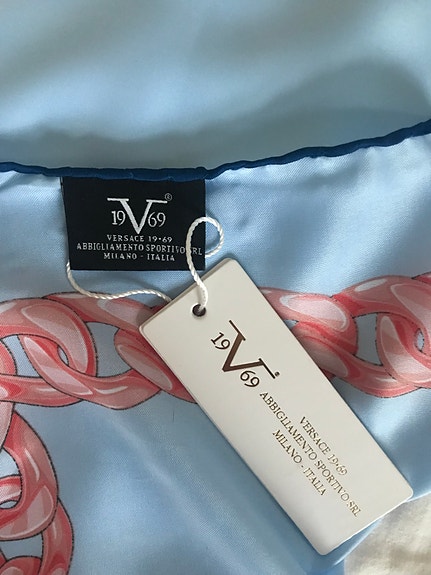 19V69®
VERSACE 19•69
ABBIGLIAMENTO SPORTIVO SRL
MILANO - ITALIA
19V69®
VERSACE 19•69
ABBIGLIAMENTO SPORTIVO SRL
MILANO - ITALIA